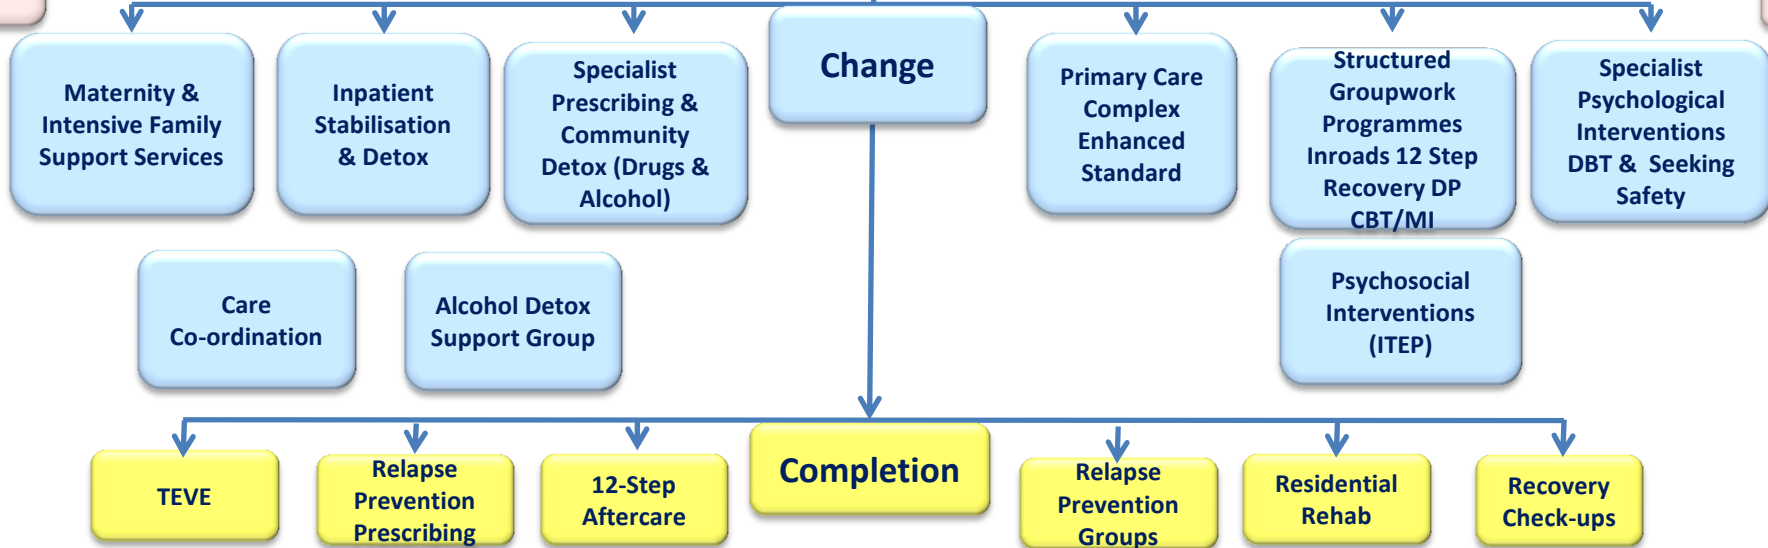 Maternity &
Intensive Family
Support Services
Inpatient
Stabilisation
& Detox
Specialist
Prescribing &
Community
Detox (Drugs &
Alcohol)
Change
Primary Care
Complex
Enhanced
Standard
Structured
Groupwork
Programmes
Inroads 12 Step
Recovery DP
CBT/MI
Specialist
Psychological
Interventions
DBT & Seeking
Safety
Care
Co-ordination
Alcohol Detox
Support Group
Psychosocial
Interventions
(ITEP)
TEVE
Relapse
Prevention
Prescribing
12-Step
Aftercare
Completion
Relapse
Prevention
Groups
Residential
Rehab
Recovery
Check-ups